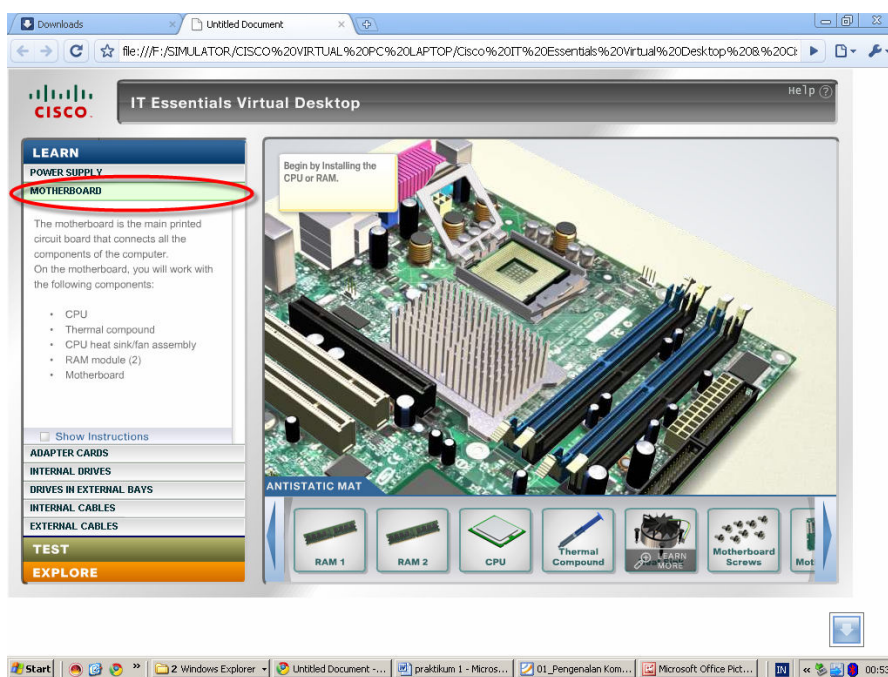 Downloads
Untitled Document
file:///F:/SIMULATOR/CISCO%20VIRTUAL%20PC%20LAPTOP/Cisco%20IT%20Essentials%20Virtual%20Desktop%20&%20Ci
CISCO
IT Essentials Virtual Desktop
Help ?
LEARN
POWER SUPPLY
MOTHERBOARD
The motherboard is the main printed
circuit board that connects all the
components of the computer.
On the motherboard, you will work with
the following components:
• CPU
• Thermal compound
• CPU heat sink/fan assembly
• RAM module (2)
• Motherboard
Show Instructions
ADAPTER CARDS
INTERNAL DRIVES
DRIVES IN EXTERNAL BAYS
INTERNAL CABLES
EXTERNAL CABLES
TEST
EXPLORE
Begin by Installing the
CPU or RAM.
ANTISTATIC MAT
RAM 1
RAM 2
CPU
Thermal
Compound
LEARN
MORE
Motherboard
Screws
Mot
Start
2 Windows Explorer
Untitled Document -...
praktikum 1 - Micros...
01_Pengenalan Kom...
Microsoft Office Pict...
IN
00:53